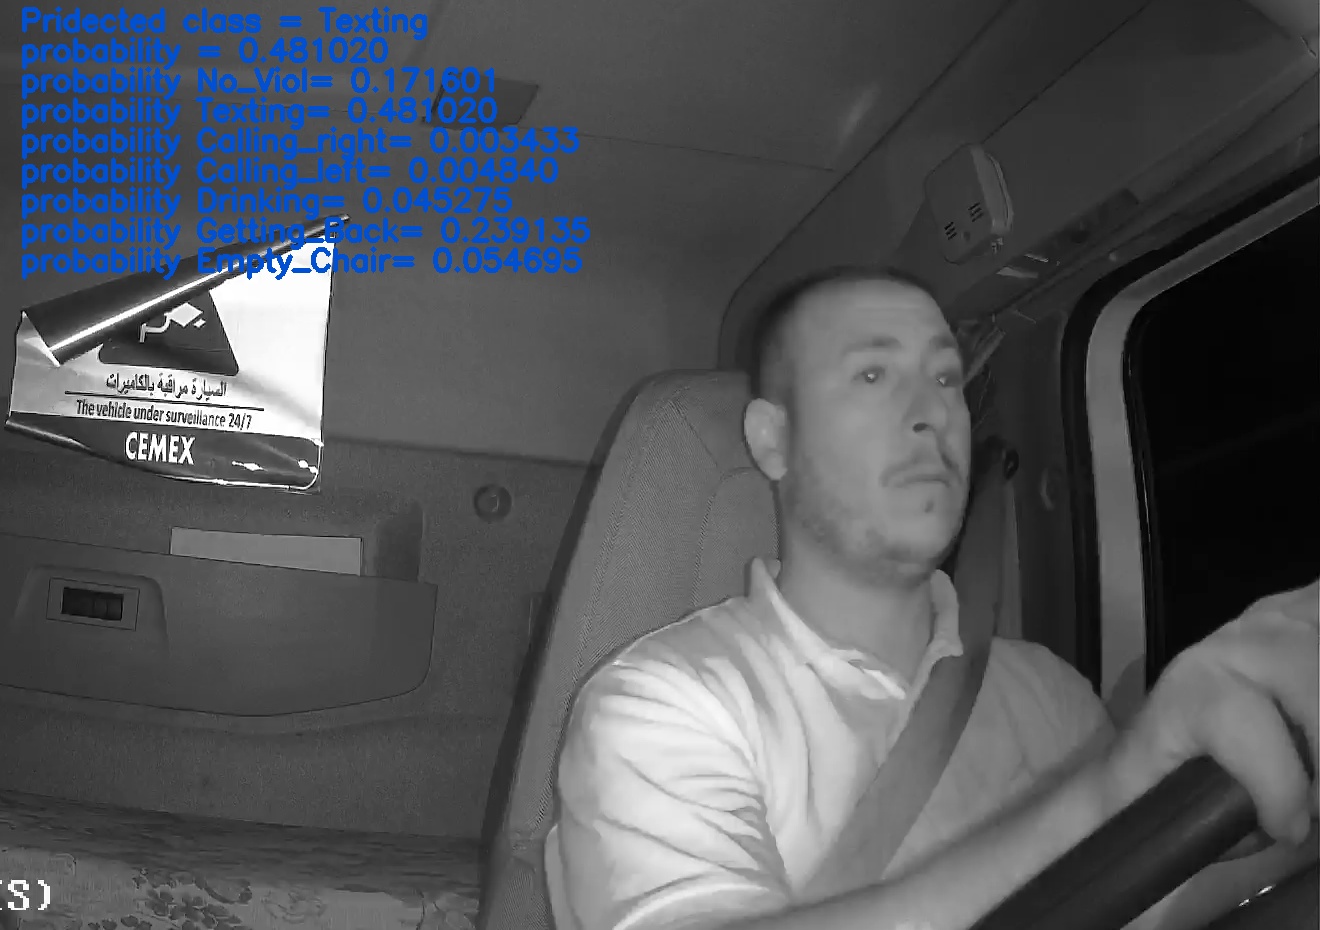 Pridected class = Texting
probability = 0.481020
probability No_Viol= 0.171601
probability Texting= 0.481020
probability Calling_right= 0.003433
probability Calling_left= 0.004840
probability Drinking= 0.045275
probability Getting_Back= 0.239135
probability Empty_Chair= 0.054695
السيارة مراقبة بالكاميرات
The vehicle under surveillance 24/7
CEMEX
S)